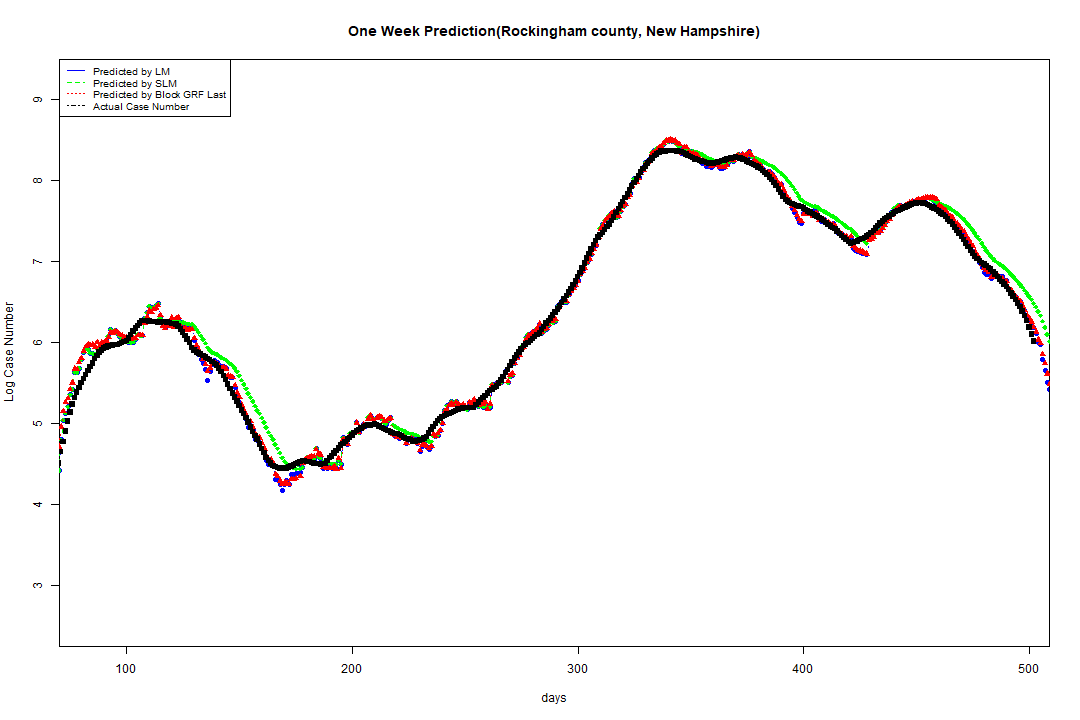 One Week Prediction(Rockingham county, New Hampshire)
Predicted by LM
Predicted by SLM
Predicted by Block GRF Last
Actual Case Number
Log Case Number
9
8
7
6
5
4
3
100 200 300 400 500
days